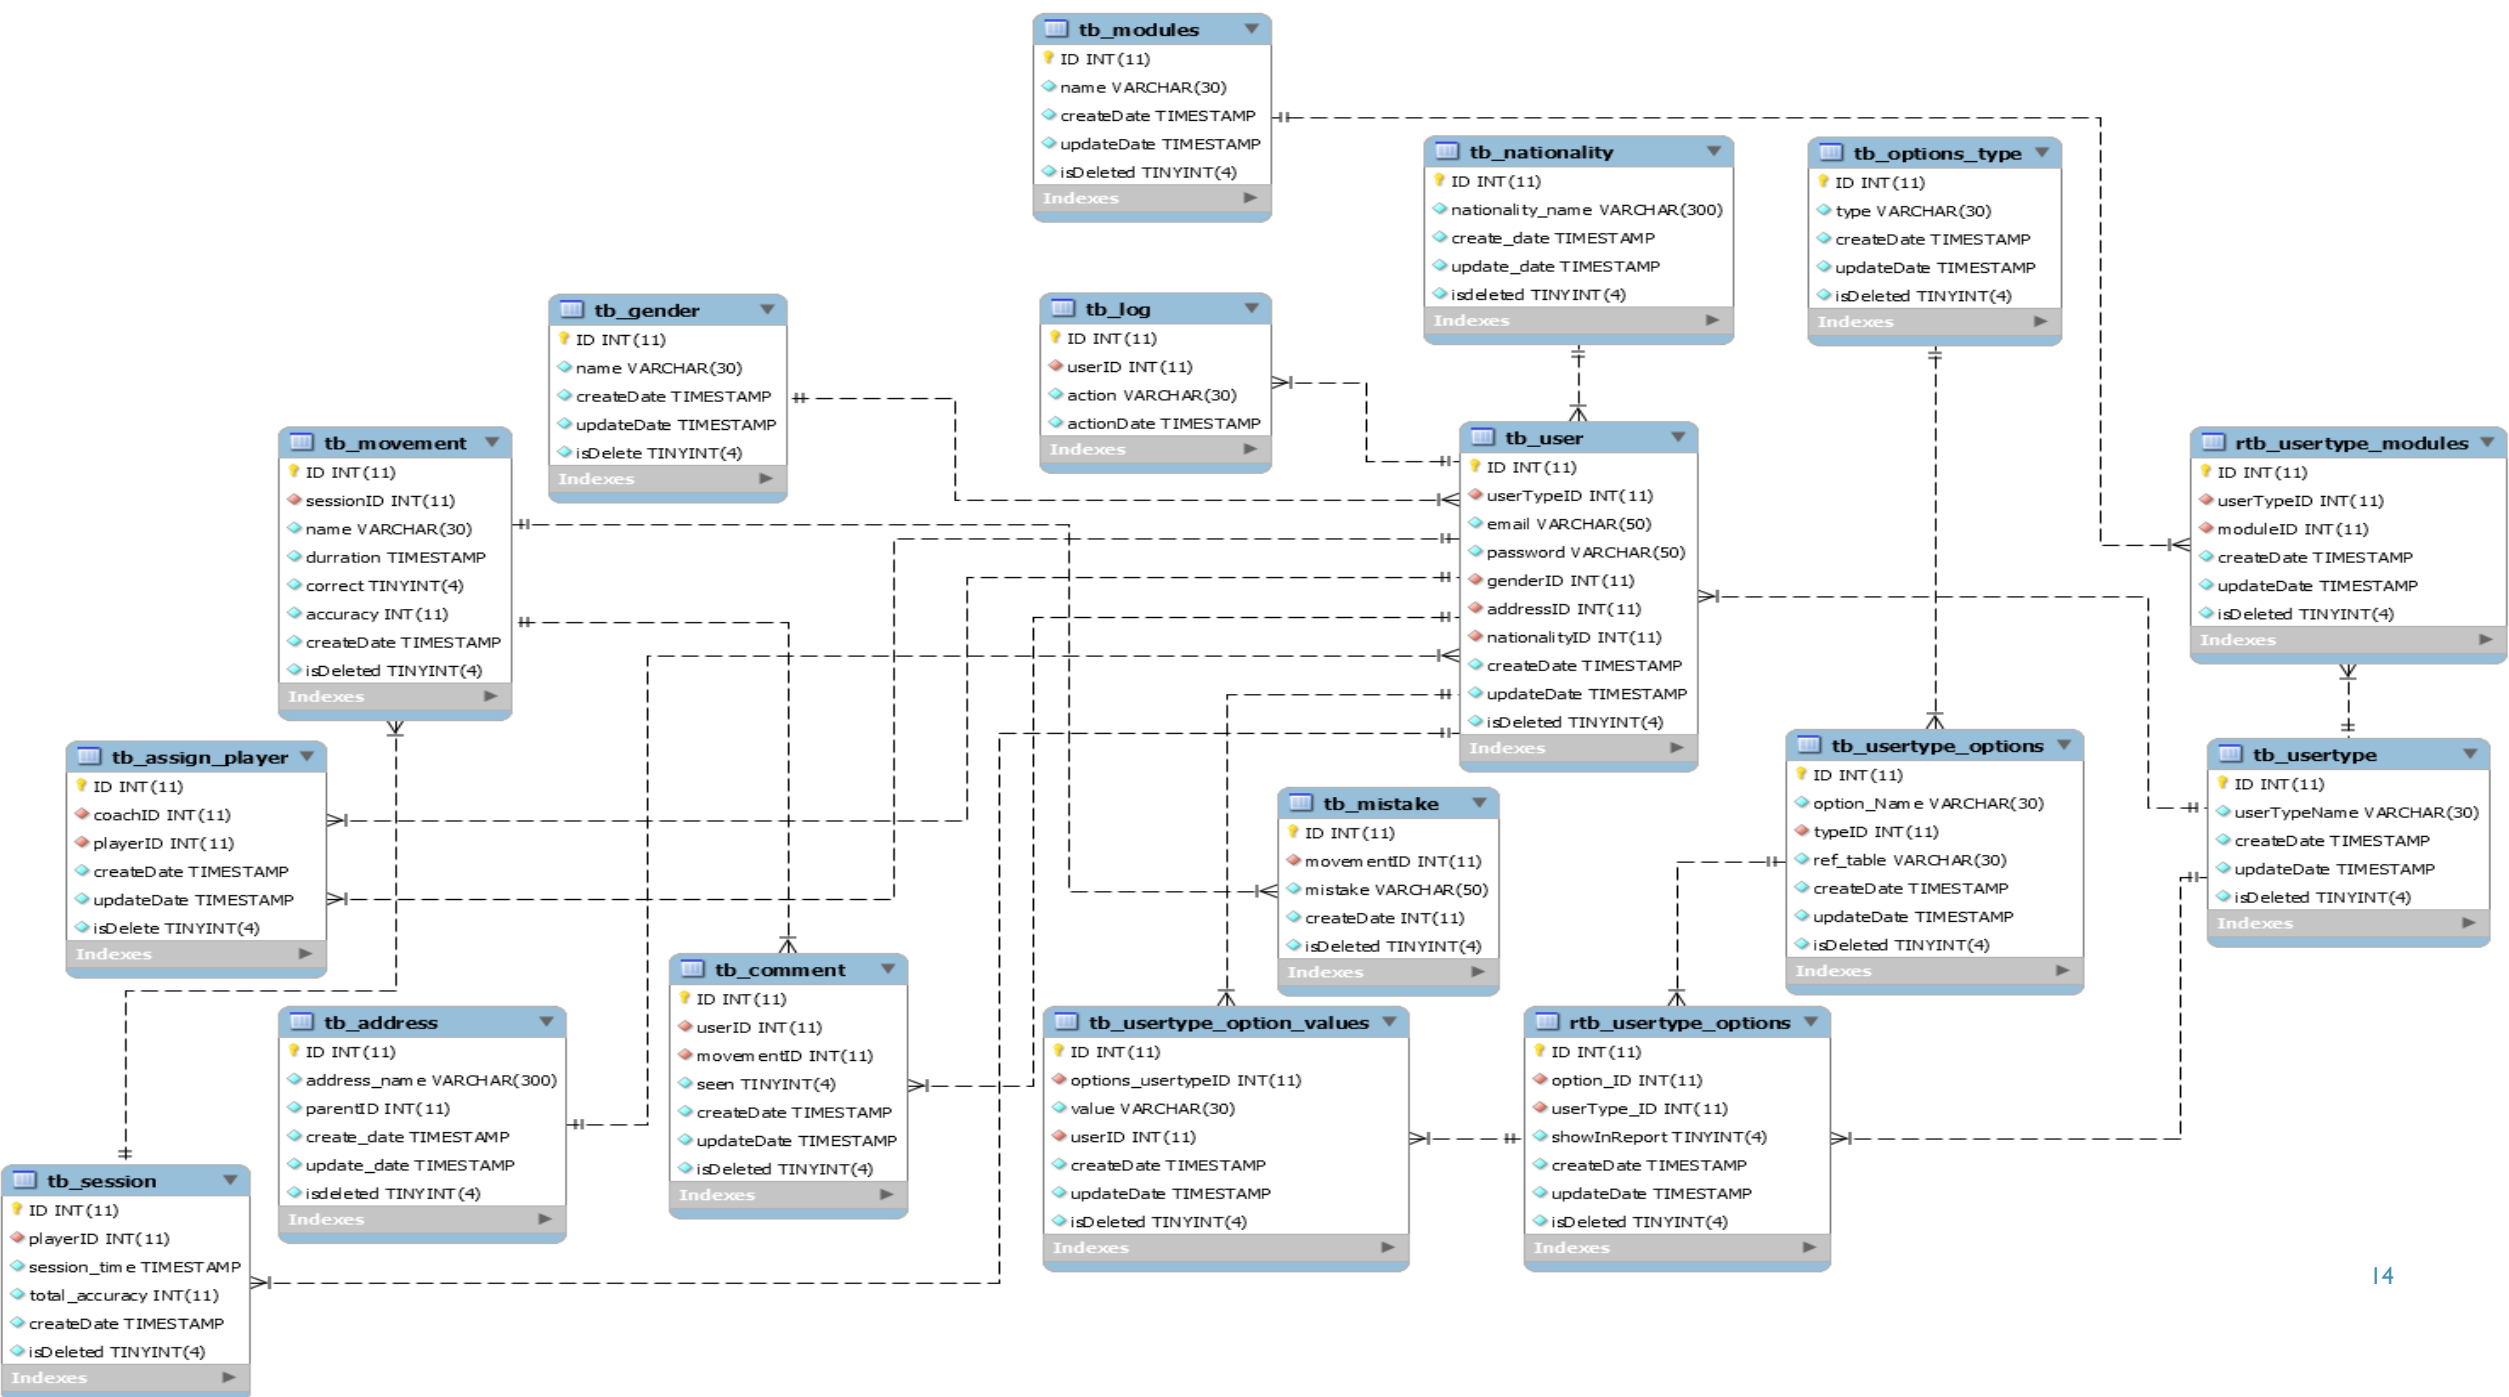 tb_modules
ID INT(11)
name VARCHAR(30)
createDate TIMESTAMP
updateDate TIMESTAMP
isDeleted TINYINT(4)
Indexes
tb_nationality
ID INT(11)
nationality_name VARCHAR(300)
create_date TIMESTAMP
update_date TIMESTAMP
isdeleted TINYINT(4)
Indexes
tb_options_type
ID INT(11)
type VARCHAR(30)
createDate TIMESTAMP
updateDate TIMESTAMP
isDeleted TINYINT(4)
Indexes
tb_gender
ID INT(11)
name VARCHAR(30)
createDate TIMESTAMP
updateDate TIMESTAMP
isDelete TINYINT(4)
Indexes
tb_log
ID INT(11)
userID INT(11)
action VARCHAR(30)
actionDate TIMESTAMP
Indexes
tb_movement
ID INT(11)
sessionID INT(11)
name VARCHAR(30)
durration TIMESTAMP
correct TINYINT(4)
accuracy INT(11)
createDate TIMESTAMP
isDeleted TINYINT(4)
Indexes
tb_user
ID INT(11)
userTypeID INT(11)
email VARCHAR(50)
password VARCHAR(50)
genderID INT(11)
addressID INT(11)
nationalityID INT(11)
createDate TIMESTAMP
updateDate TIMESTAMP
isDeleted TINYINT(4)
Indexes
rtb_usertype_modules
ID INT(11)
userTypeID INT(11)
moduleID INT(11)
createDate TIMESTAMP
updateDate TIMESTAMP
isDeleted TINYINT(4)
Indexes
tb_assign_player
ID INT(11)
coachID INT(11)
playerID INT(11)
createDate TIMESTAMP
updateDate TIMESTAMP
isDelete TINYINT(4)
Indexes
tb_mistake
ID INT(11)
movementID INT(11)
mistake VARCHAR(50)
createDate INT(11)
isDeleted TINYINT(4)
Indexes
tb_usertype_options
ID INT(11)
option_Name VARCHAR(30)
typeID INT(11)
ref_table VARCHAR(30)
createDate TIMESTAMP
updateDate TIMESTAMP
isDeleted TINYINT(4)
Indexes
tb_usertype
ID INT(11)
userTypeName VARCHAR(30)
createDate TIMESTAMP
updateDate TIMESTAMP
isDeleted TINYINT(4)
Indexes
tb_comment
ID INT(11)
userID INT(11)
movementID INT(11)
seen TINYINT(4)
createDate TIMESTAMP
updateDate TIMESTAMP
isDeleted TINYINT(4)
Indexes
tb_address
ID INT(11)
address_name VARCHAR(300)
parentID INT(11)
create_date TIMESTAMP
update_date TIMESTAMP
isdeleted TINYINT(4)
Indexes
tb_usertype_option_values
ID INT(11)
options_usertypeID INT(11)
value VARCHAR(30)
userID INT(11)
createDate TIMESTAMP
updateDate TIMESTAMP
isDeleted TINYINT(4)
Indexes
rtb_usertype_options
ID INT(11)
option_ID INT(11)
userType_ID INT(11)
showInReport TINYINT(4)
createDate TIMESTAMP
updateDate TIMESTAMP
isDeleted TINYINT(4)
Indexes
tb_session
ID INT(11)
playerID INT(11)
session_time TIMESTAMP
total_accuracy INT(11)
createDate TIMESTAMP
isDeleted TINYINT(4)
Indexes
14